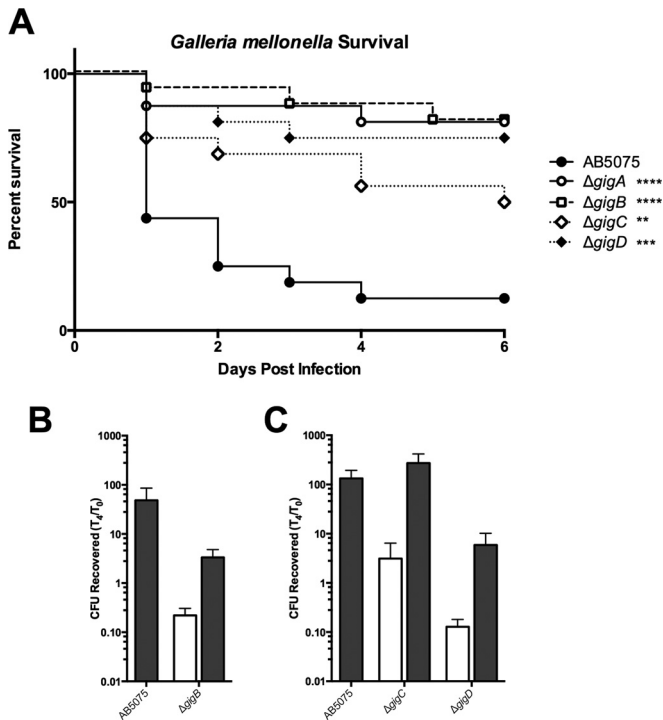 A
Galleria mellonella Survival
Percent survival
100
50
0
0
2
4
6
Days Post Infection
AB5075
ΔgigA ****
ΔgigB ****
ΔgigC **
ΔgigD ***
B
CFU Recovered (T4/T0)
1000
100
10
1
0.10
0.01
AB5075
ΔgigB
C
CFU Recovered (T4/T0)
1000
100
10
1
0.10
0.01
AB5075
ΔgigC
ΔgigD